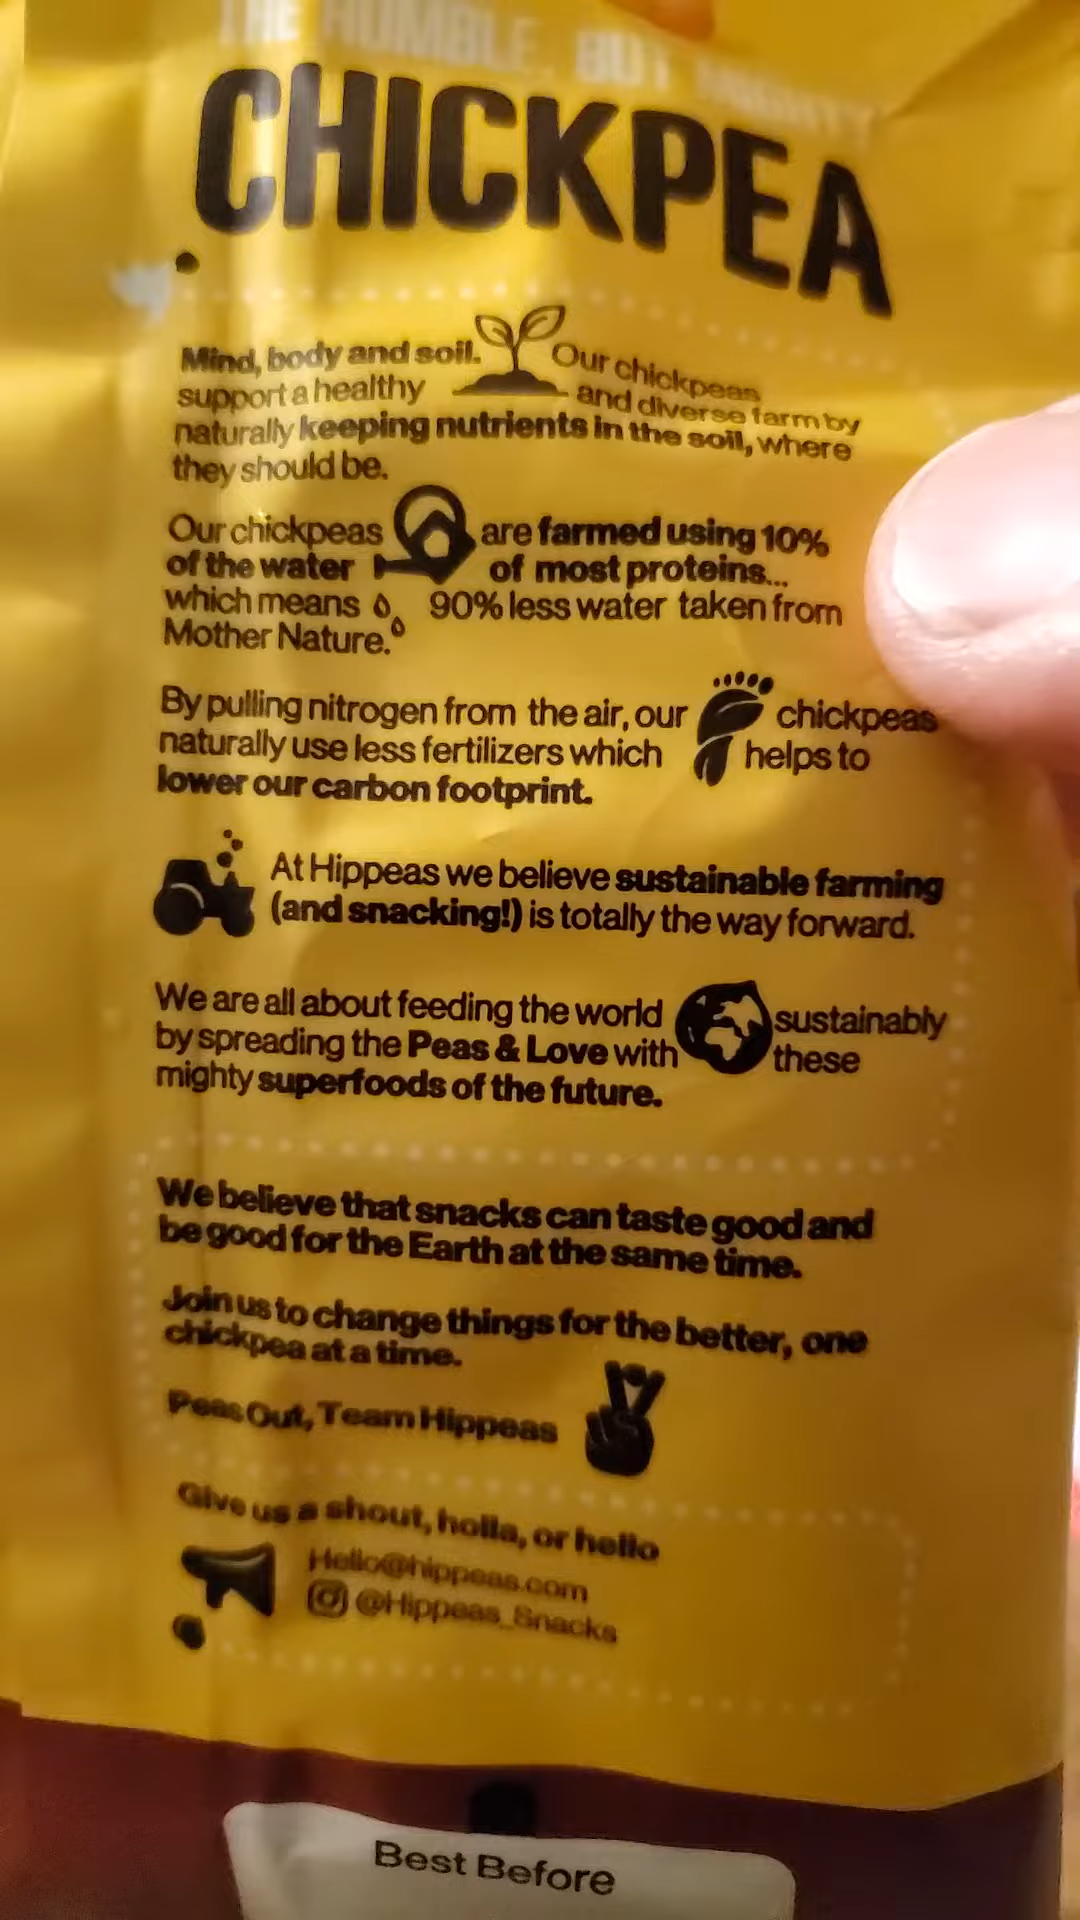 THE HUMBLE, BUT MIGHTY
CHICKPEA
Mind, body and soil. Our chickpeas
support a healthy and diverse farm by
naturally keeping nutrients in the soil, where
they should be.
Our chickpeas are farmed using 10%
of the water of most proteins...
which means 90% less water taken from
Mother Nature.
By pulling nitrogen from the air, our chickpeas
naturally use less fertilizers which helps to
lower our carbon footprint.
At Hippeas we believe sustainable farming
(and snacking!) is totally the way forward.
We are all about feeding the world sustainably
by spreading the Peas & Love with these
mighty superfoods of the future.
We believe that snacks can taste good and
be good for the Earth at the same time.
Join us to change things for the better, one
chickpea at a time.
Peas Out, Team Hippeas
Give us a shout, holla, or hello
Hello@hippeas.com
@Hippeas_Snacks
Best Before